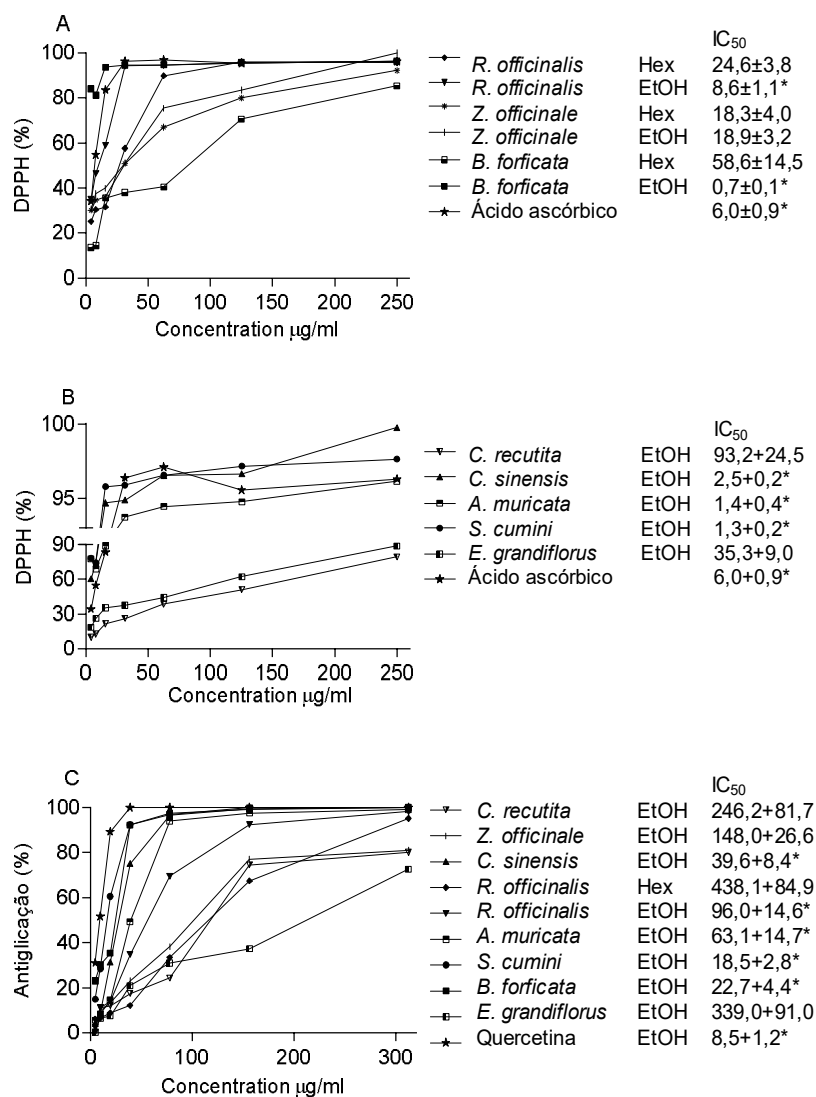 A
DPPH (%)
100
80
60
40
20
0
0 50 100 150 200 250
Concentration µg/ml
IC50
R. officinalis Hex 24,6±3,8
R. officinalis EtOH 8,6±1,1*
Z. officinale Hex 18,3±4,0
Z. officinale EtOH 18,9±3,2
B. forficata Hex 58,6±14,5
B. forficata EtOH 0,7±0,1*
Ácido ascórbico 6,0±0,9*
B
DPPH (%)
100
95
90
60
30
0
0 50 100 150 200 250
Concentration µg/ml
IC50
C. recutita EtOH 93,2+24,5
C. sinensis EtOH 2,5+0,2*
A. muricata EtOH 1,4+0,4*
S. cumini EtOH 1,3+0,2*
E. grandiflorus EtOH 35,3+9,0
Ácido ascórbico 6,0+0,9*
C
Antiglicação (%)
100
80
60
40
20
0
0 100 200 300
Concentration µg/ml
IC50
C. recutita EtOH 246,2+81,7
Z. officinale EtOH 148,0+26,6
C. sinensis EtOH 39,6+8,4*
R. officinalis Hex 438,1+84,9
R. officinalis EtOH 96,0+14,6*
A. muricata EtOH 63,1+14,7*
S. cumini EtOH 18,5+2,8*
B. forficata EtOH 22,7+4,4*
E. grandiflorus EtOH 339,0+91,0
Quercetina EtOH 8,5+1,2*